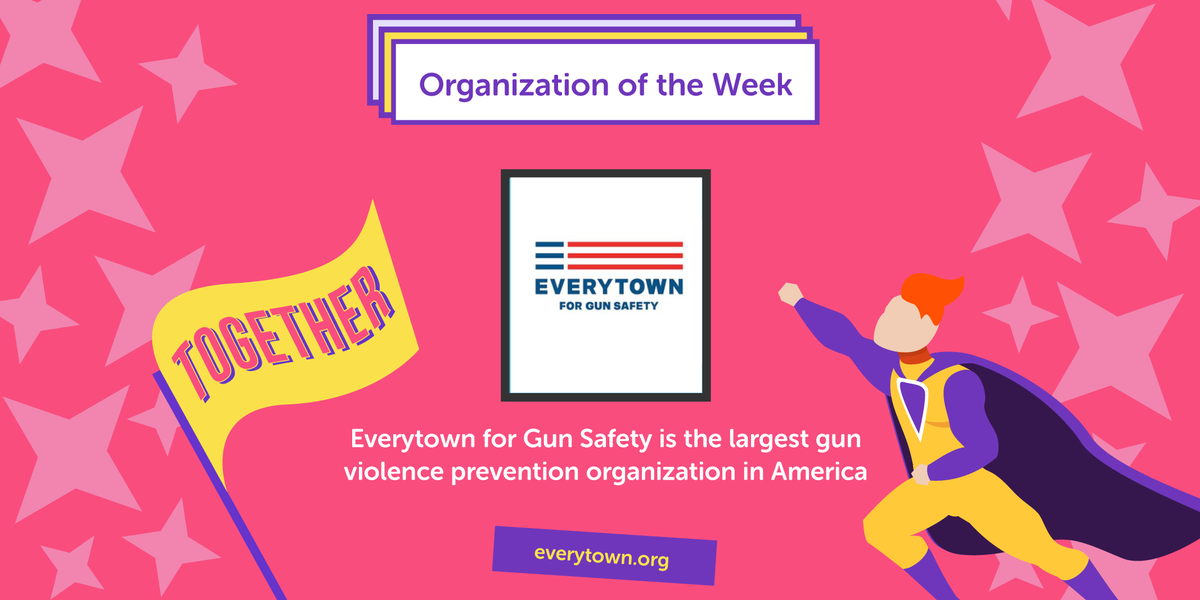 Organization of the Week
EVERYTOWN
FOR GUN SAFETY
TOGETHER
Everytown for Gun Safety is the largest gun
violence prevention organization in America
everytown.org